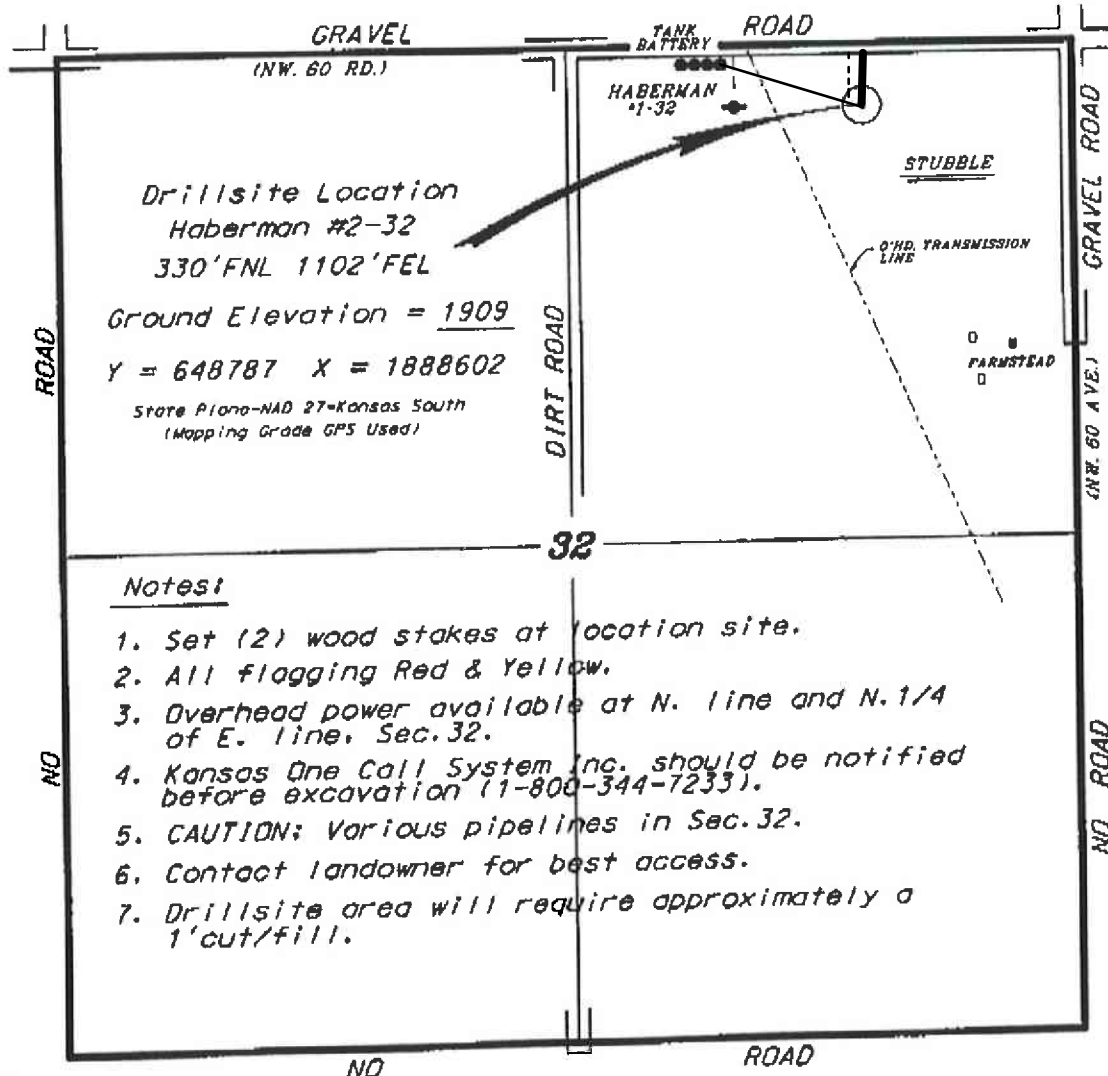 GRAVEL
ROAD
(NW. 60 RD.)
TANK
BATTERY
HABERMAN
#1-32
STUBBLE
GRAVEL ROAD
Drillsite Location
Haberman #2-32
330'FNL 1102'FEL
Ground Elevation = 1909
Y = 648787 X = 1888602
State Plane-NAD 27=Kansas South
(Mapping Grade GPS Used)
ROAD
DIRT ROAD
O'HD. TRANSMISSION
LINE
FARMSTEAD
(NW. 60 AVE.)
32
Notes:
1. Set (2) wood stakes at location site.
2. All flagging Red & Yellow.
3. Overhead power available at N. line and N.1/4
of E. line, Sec.32.
4. Kansas One Call System Inc. should be notified
before excavation (1-800-344-7233).
5. CAUTION: Various pipelines in Sec.32.
6. Contact landowner for best access.
7. Drillsite area will require approximately a
1'cut/fill.
NO
NO ROAD
NO
ROAD